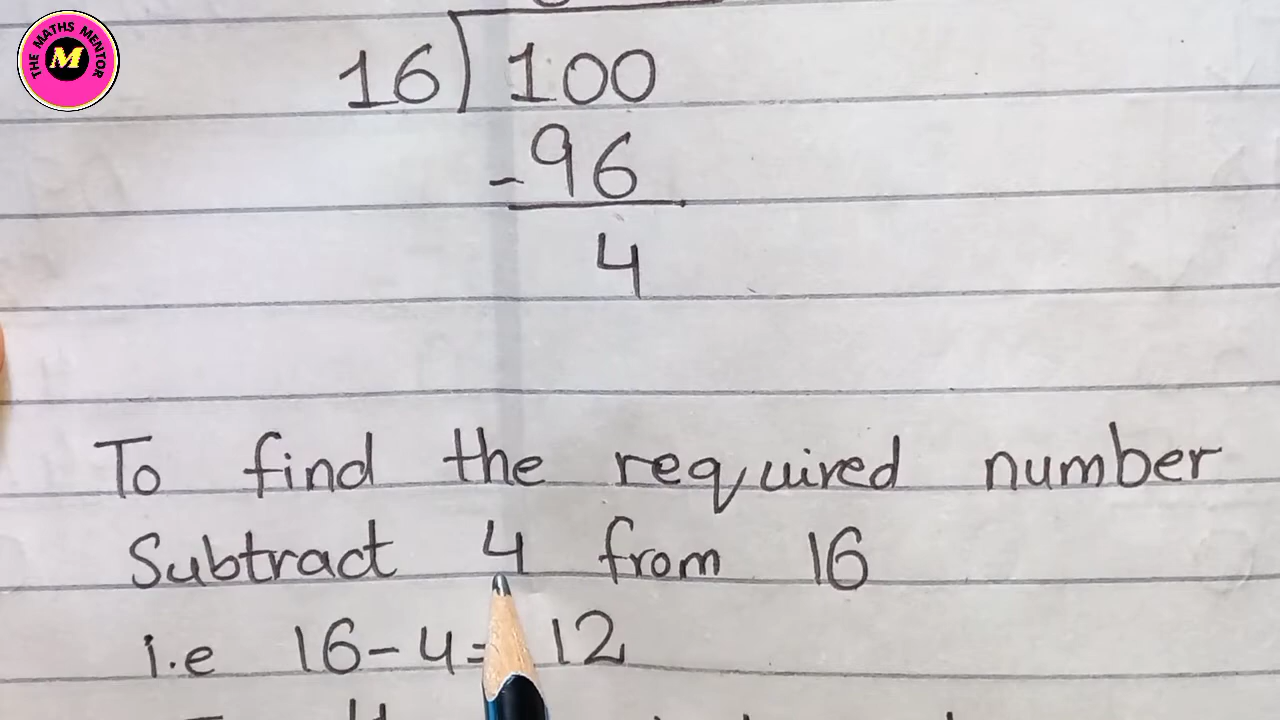 THE MATHS MENTOR
M
16 100
-96
4
To find the required number
Subtract 4 from 16
i.e 16-4= 12